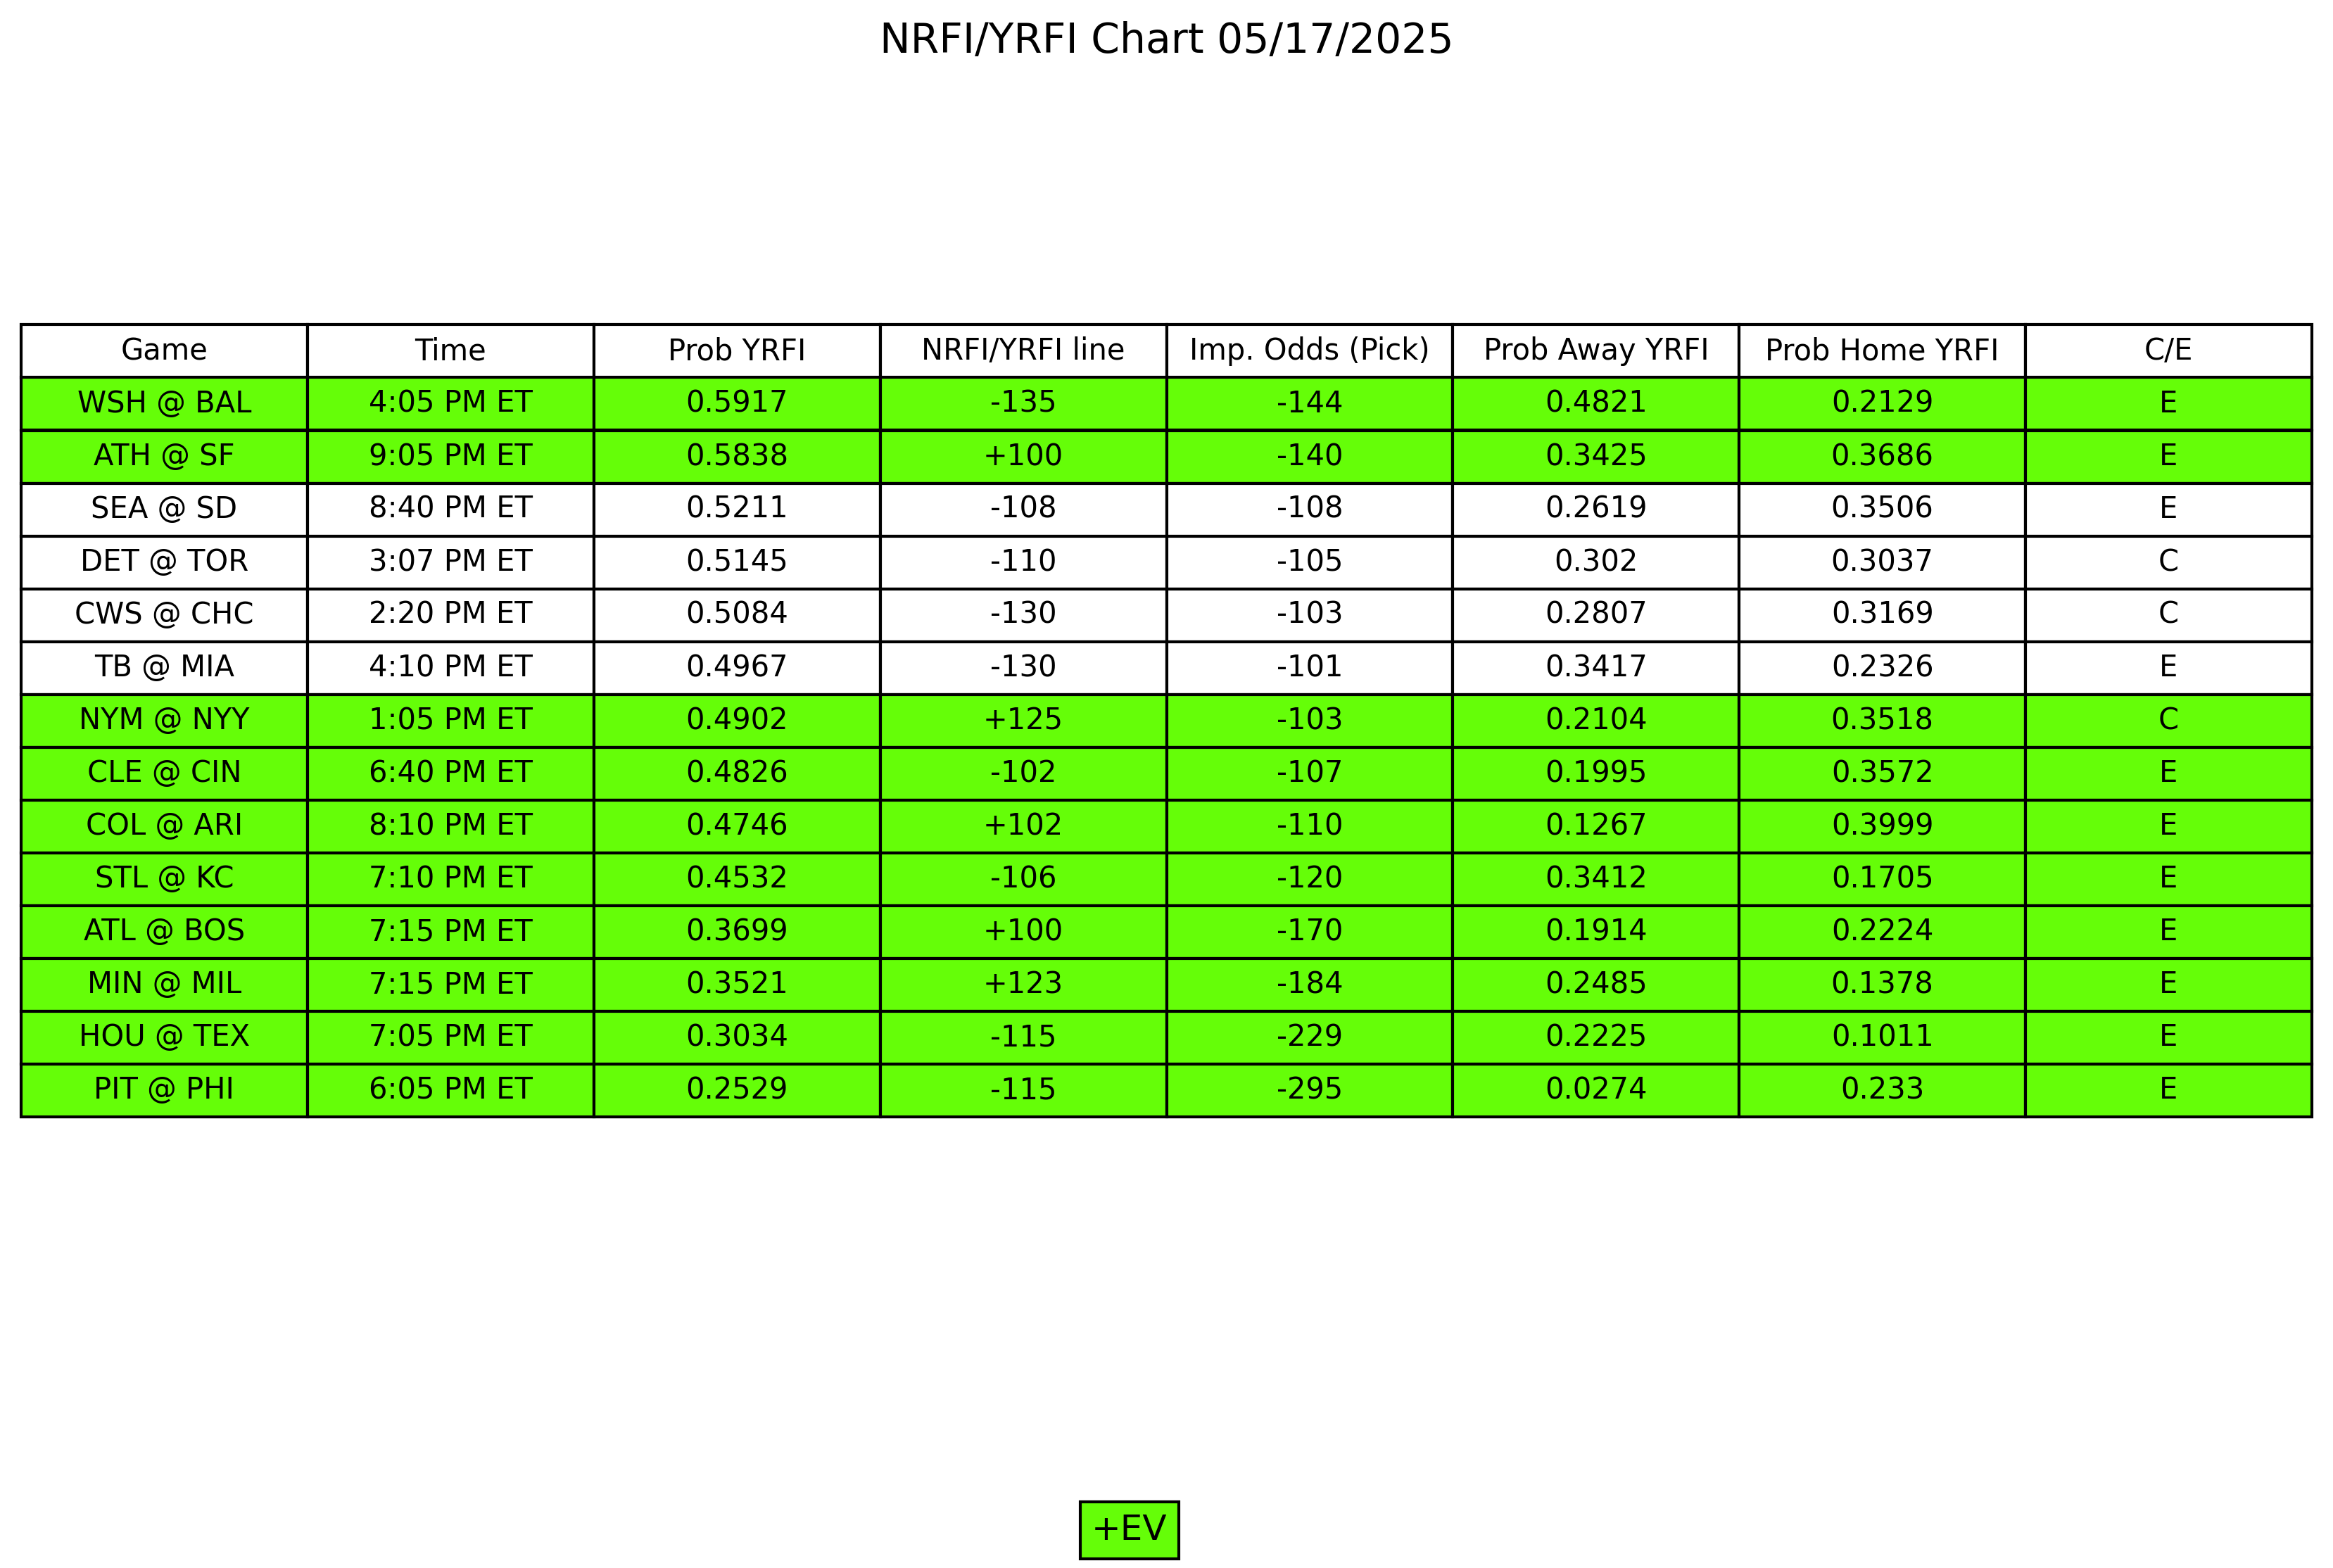 NRFI/YRFI Chart 05/17/2025
Game Time Prob YRFI NRFI/YRFI line Imp. Odds (Pick) Prob Away YRFI Prob Home YRFI C/E
WSH @ BAL 4:05 PM ET 0.5917 -135 -144 0.4821 0.2129 E
ATH @ SF 9:05 PM ET 0.5838 +100 -140 0.3425 0.3686 E
SEA @ SD 8:40 PM ET 0.5211 -108 -108 0.2619 0.3506 E
DET @ TOR 3:07 PM ET 0.5145 -110 -105 0.302 0.3037 C
CWS @ CHC 2:20 PM ET 0.5084 -130 -103 0.2807 0.3169 C
TB @ MIA 4:10 PM ET 0.4967 -130 -101 0.3417 0.2326 E
NYM @ NYY 1:05 PM ET 0.4902 +125 -103 0.2104 0.3518 C
CLE @ CIN 6:40 PM ET 0.4826 -102 -107 0.1995 0.3572 E
COL @ ARI 8:10 PM ET 0.4746 +102 -110 0.1267 0.3999 E
STL @ KC 7:10 PM ET 0.4532 -106 -120 0.3412 0.1705 E
ATL @ BOS 7:15 PM ET 0.3699 +100 -170 0.1914 0.2224 E
MIN @ MIL 7:15 PM ET 0.3521 +123 -184 0.2485 0.1378 E
HOU @ TEX 7:05 PM ET 0.3034 -115 -229 0.2225 0.1011 E
PIT @ PHI 6:05 PM ET 0.2529 -115 -295 0.0274 0.233 E
+EV